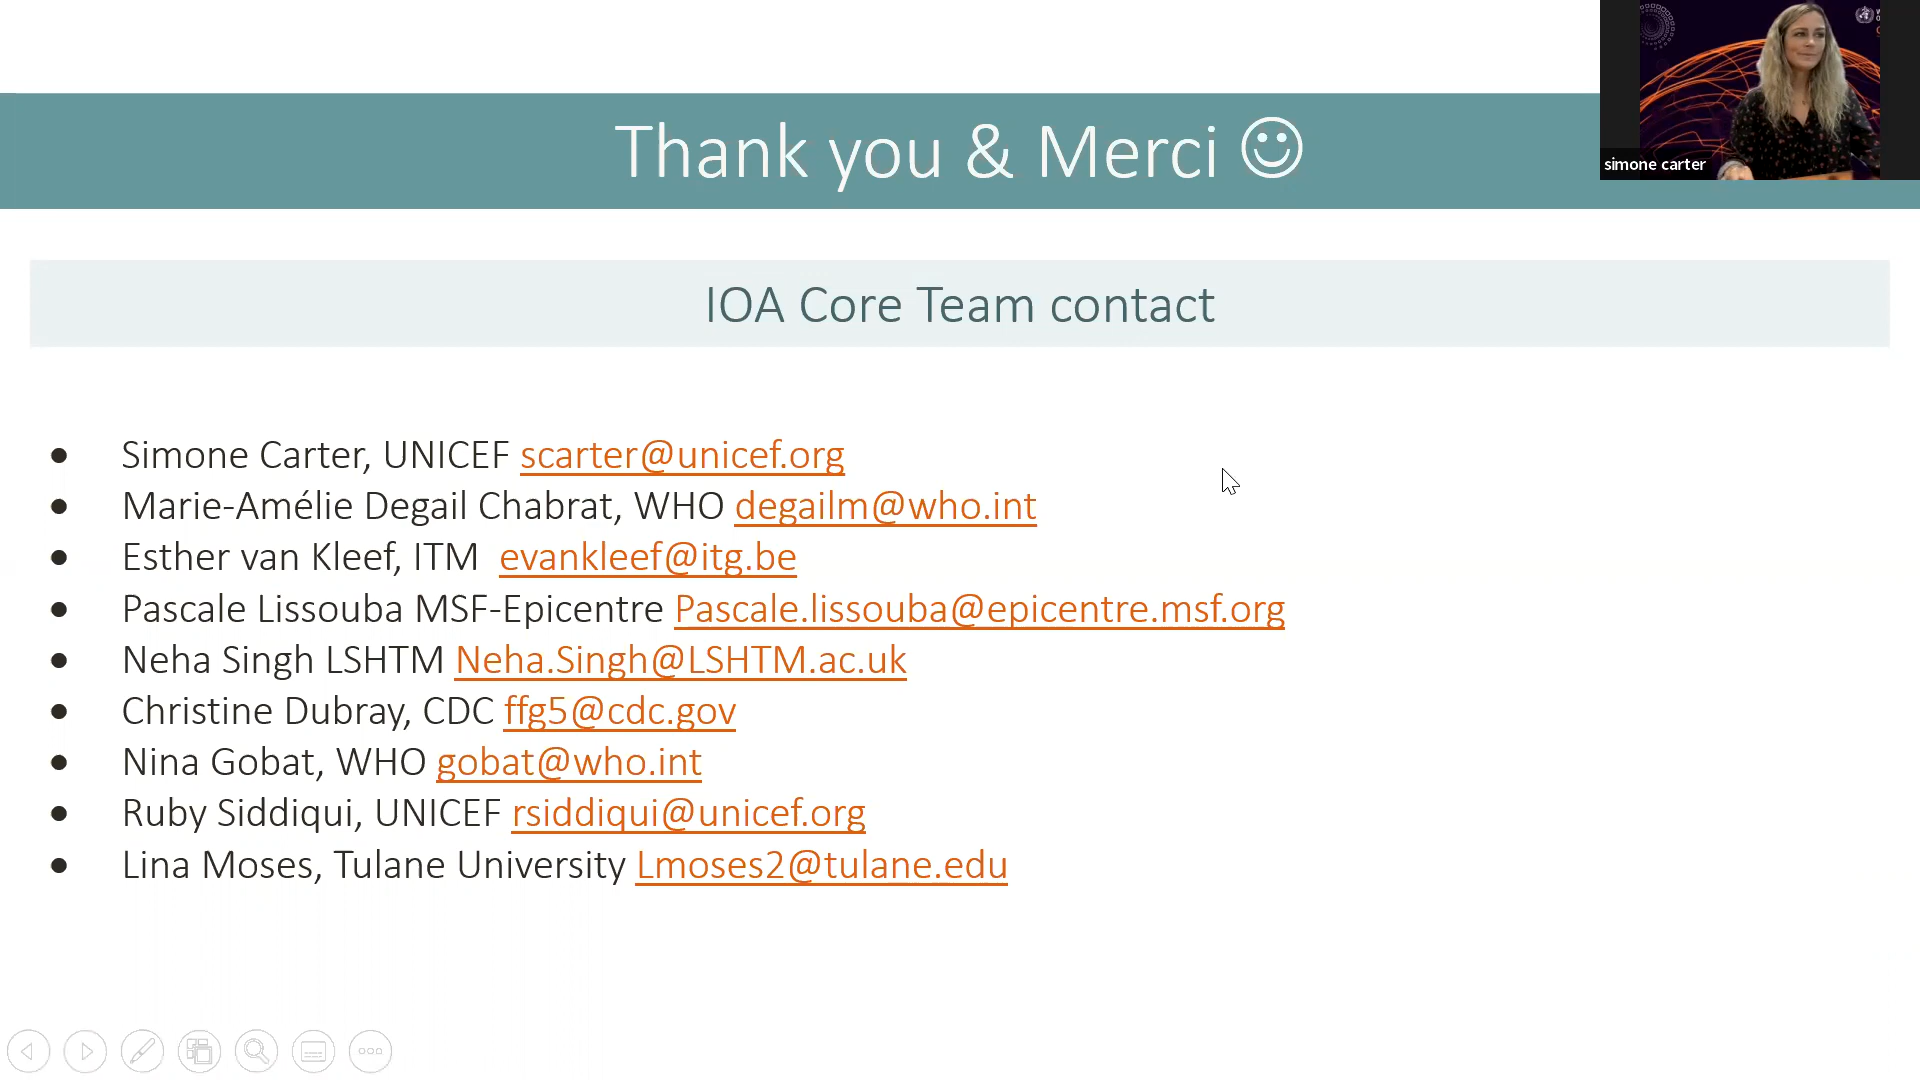 Thank you & Merci ☺
simone carter
IOA Core Team contact
● Simone Carter, UNICEF scarter@unicef.org
● Marie-Amélie Degail Chabrat, WHO degailm@who.int
● Esther van Kleef, ITM evankleef@itg.be
● Pascale Lissouba MSF-Epicentre Pascale.lissouba@epicentre.msf.org
● Neha Singh LSHTM Neha.Singh@LSHTM.ac.uk
● Christine Dubray, CDC ffg5@cdc.gov
● Nina Gobat, WHO gobat@who.int
● Ruby Siddiqui, UNICEF rsiddiqui@unicef.org
● Lina Moses, Tulane University Lmoses2@tulane.edu